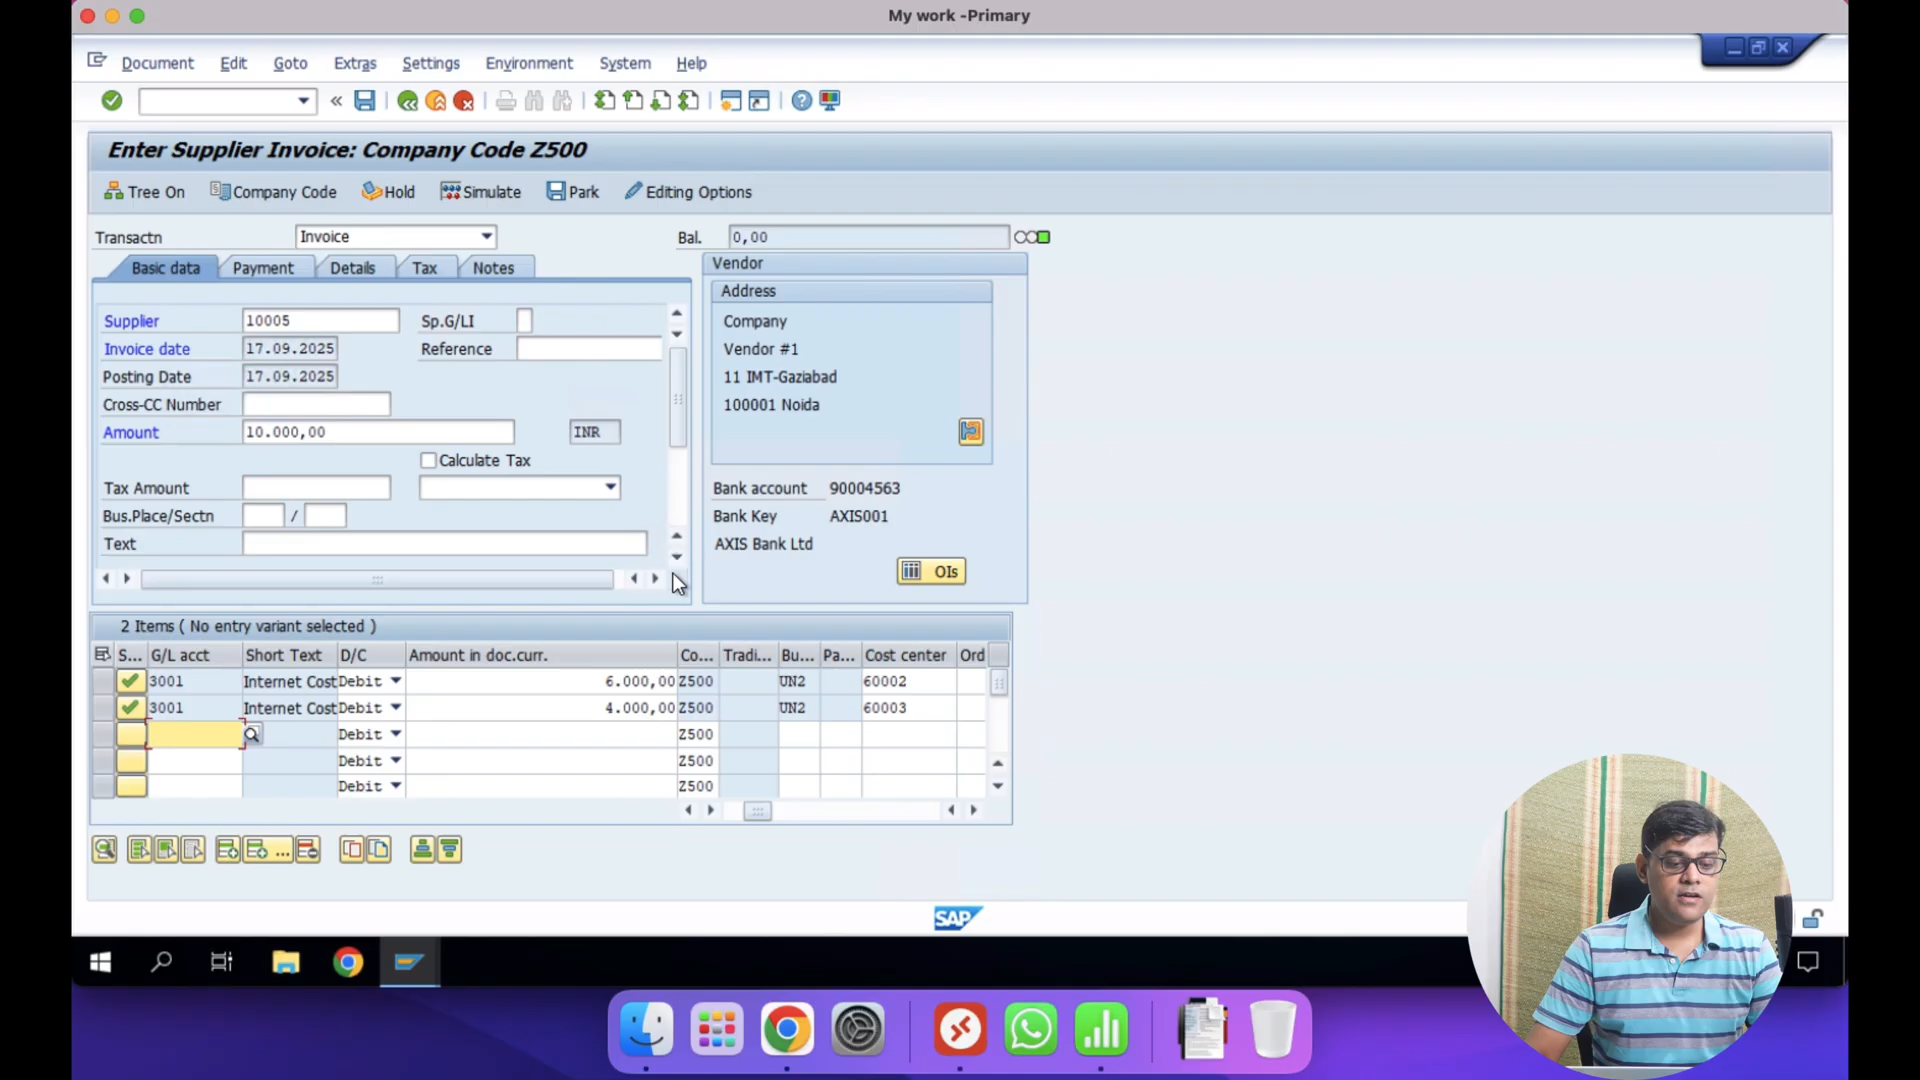 My work -Primary
Document Edit Goto Extras Settings Environment System Help
Enter Supplier Invoice: Company Code Z500
Tree On Company Code Hold Simulate Park Editing Options
Transactn Invoice Bal. 0,00
Basic data Payment Details Tax Notes
Supplier 10005 Sp.G/LI
Invoice date 17.09.2025 Reference
Posting Date 17.09.2025
Cross-CC Number
Amount 10.000,00 INR
Calculate Tax
Tax Amount
Bus.Place/Sectn /
Text
Vendor
Address
Company
Vendor #1
11 IMT-Gaziabad
100001 Noida
Bank account 90004563
Bank Key AXIS001
AXIS Bank Ltd
OIs
2 Items ( No entry variant selected )
S... G/L acct Short Text D/C Amount in doc.curr. Co... Tradi... Bu... Pa... Cost center Ord
3001 Internet Cost Debit 6.000,00 Z500 UN2 60002
3001 Internet Cost Debit 4.000,00 Z500 UN2 60003
Debit Z500
Debit Z500
Debit Z500
SAP